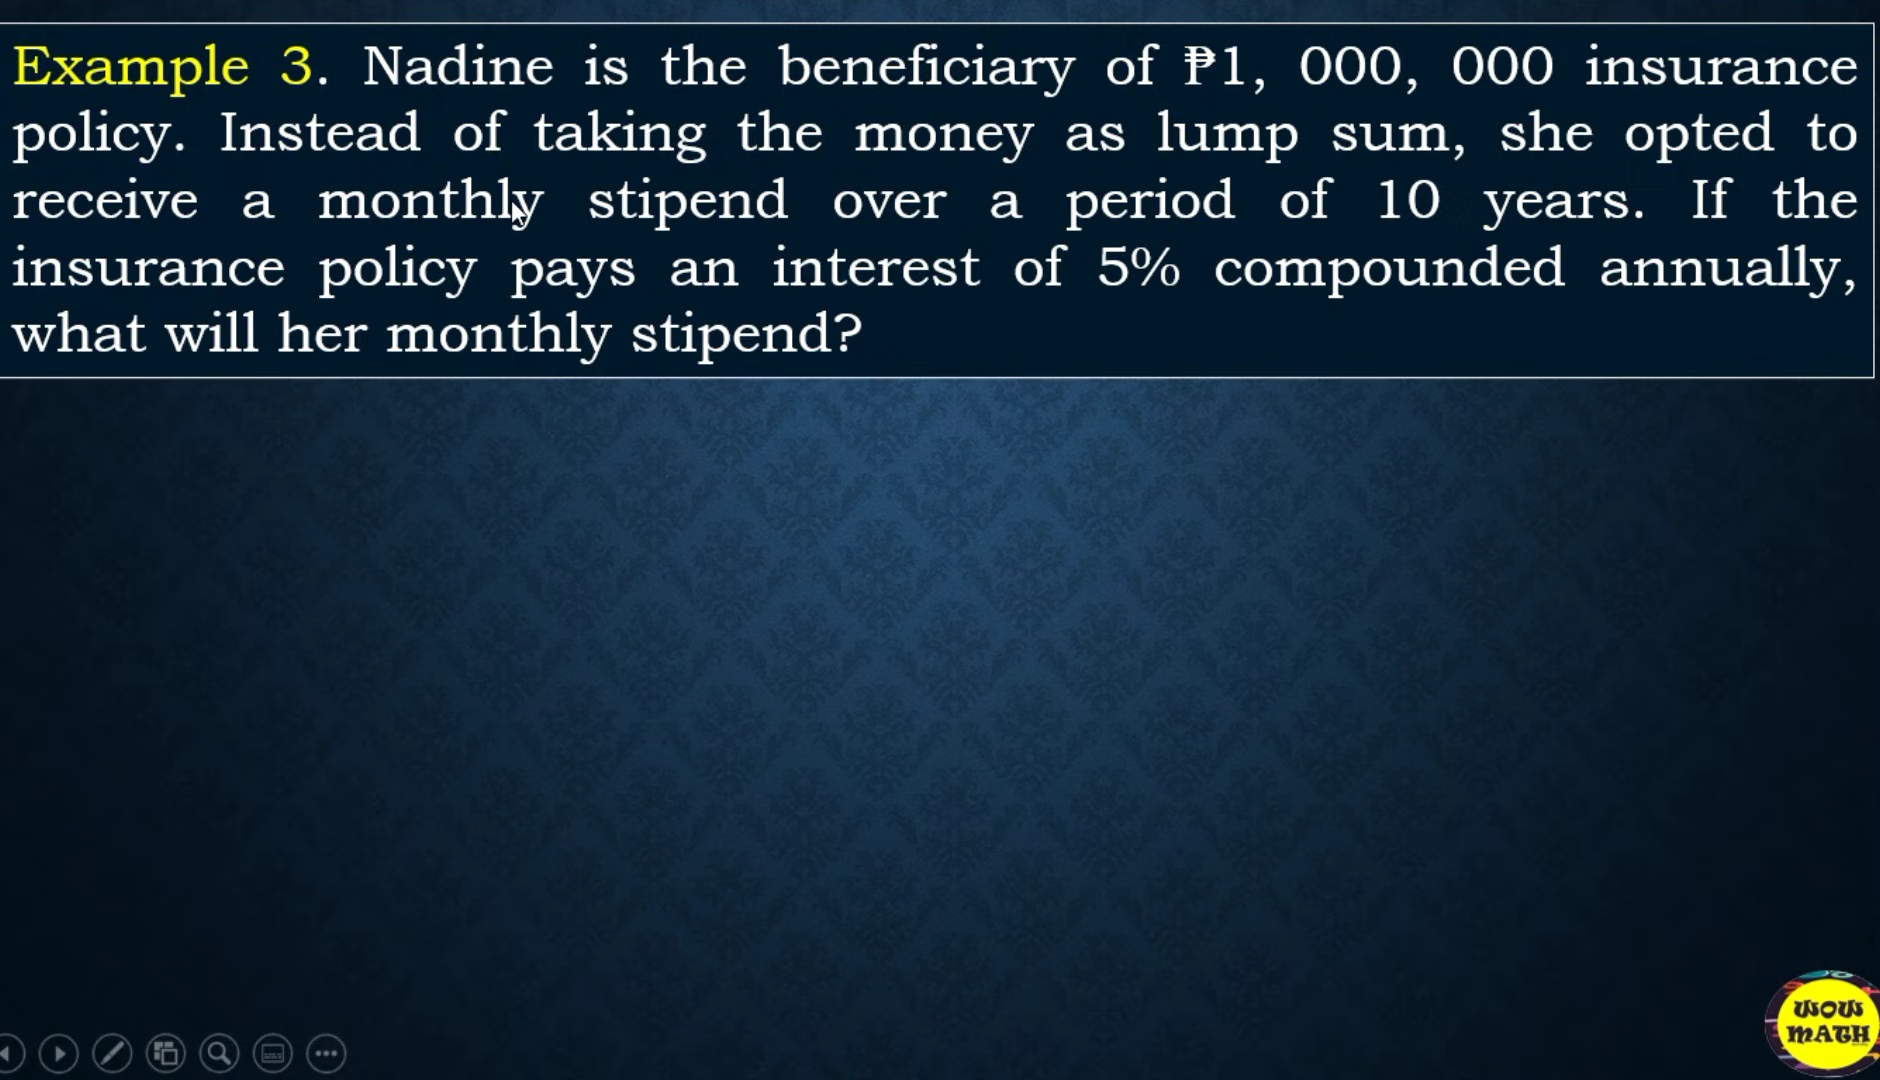 Example 3. Nadine is the beneficiary of ₱1, 000, 000 insurance
policy. Instead of taking the money as lump sum, she opted to
receive a monthly stipend over a period of 10 years. If the
insurance policy pays an interest of 5% compounded annually,
what will her monthly stipend?
WOW
MATH